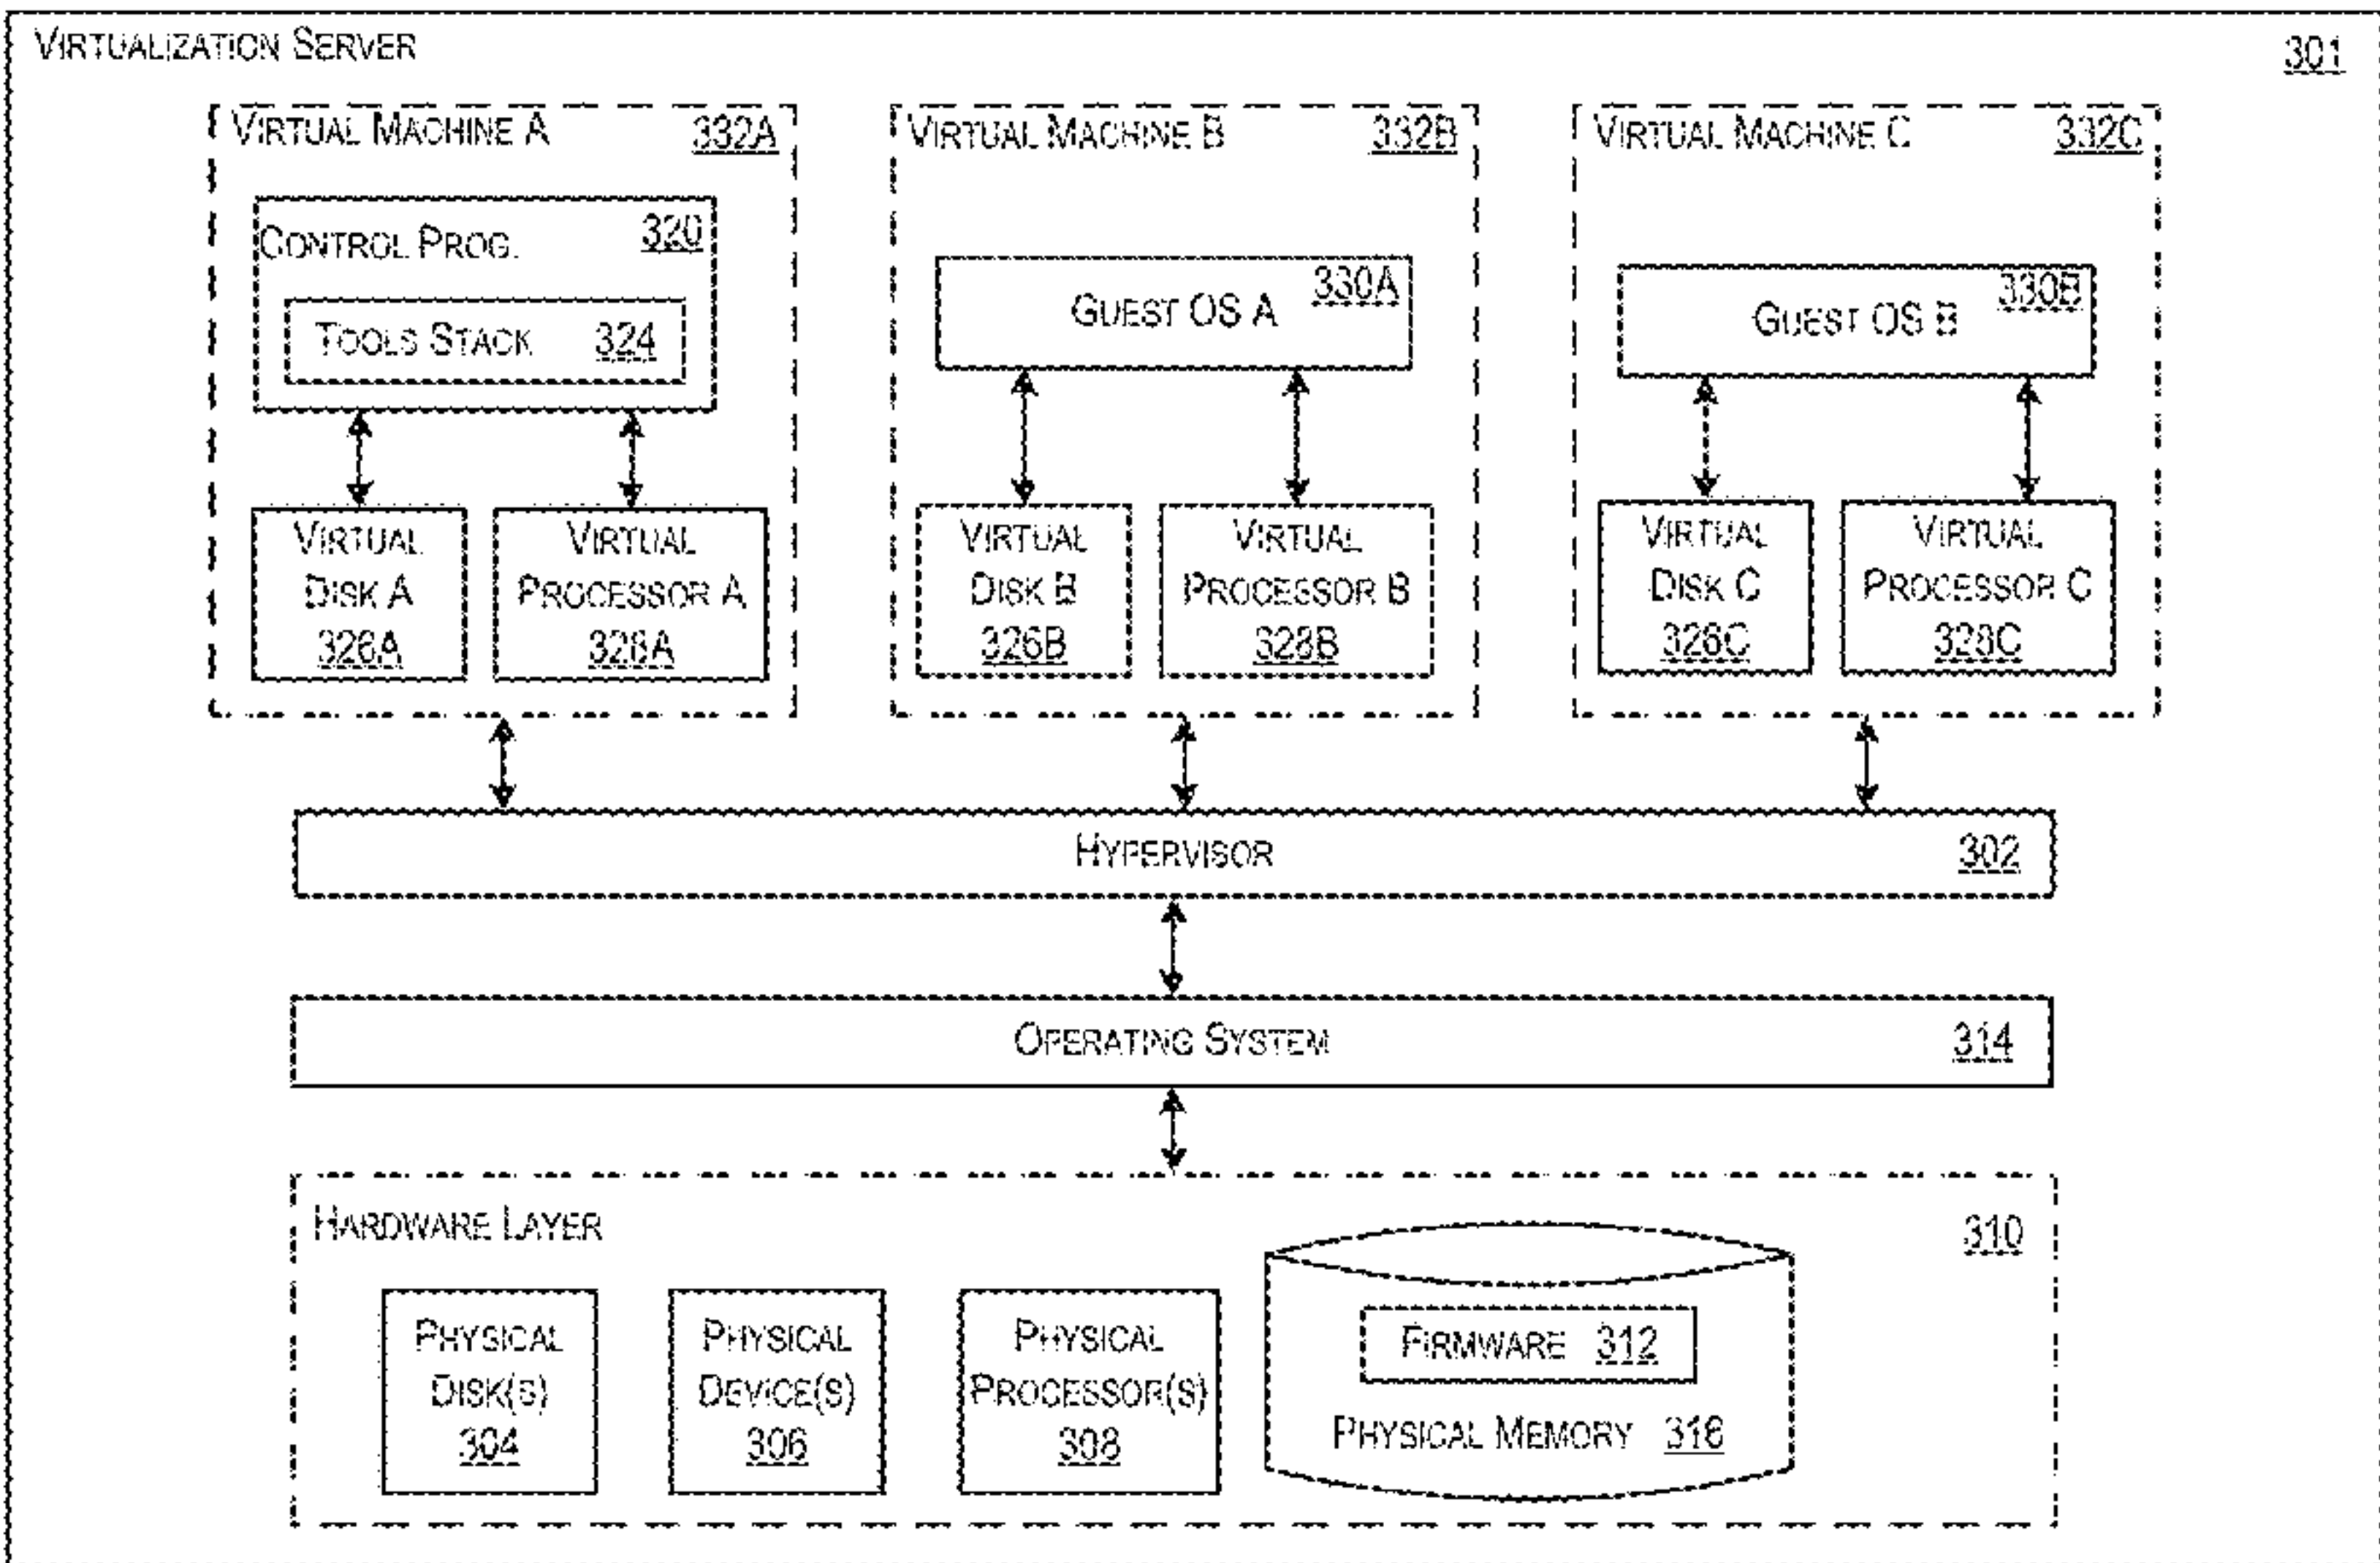 VIRTUALIZATION SERVER 301
VIRTUAL MACHINE A 332A
CONTROL PROG. 320
TOOLS STACK 324
VIRTUAL
DISK A
326A
VIRTUAL
PROCESSOR A
328A
VIRTUAL MACHINE B 332B
GUEST OS A 330A
VIRTUAL
DISK B
326B
VIRTUAL
PROCESSOR B
328B
VIRTUAL MACHINE C 332C
GUEST OS B 330B
VIRTUAL
DISK C
326C
VIRTUAL
PROCESSOR C
328C
HYPERVISOR 302
OPERATING SYSTEM 314
HARDWARE LAYER 310
PHYSICAL
DISK(S)
304
PHYSICAL
DEVICE(S)
306
PHYSICAL
PROCESSOR(S)
308
FIRMWARE 312
PHYSICAL MEMORY 316